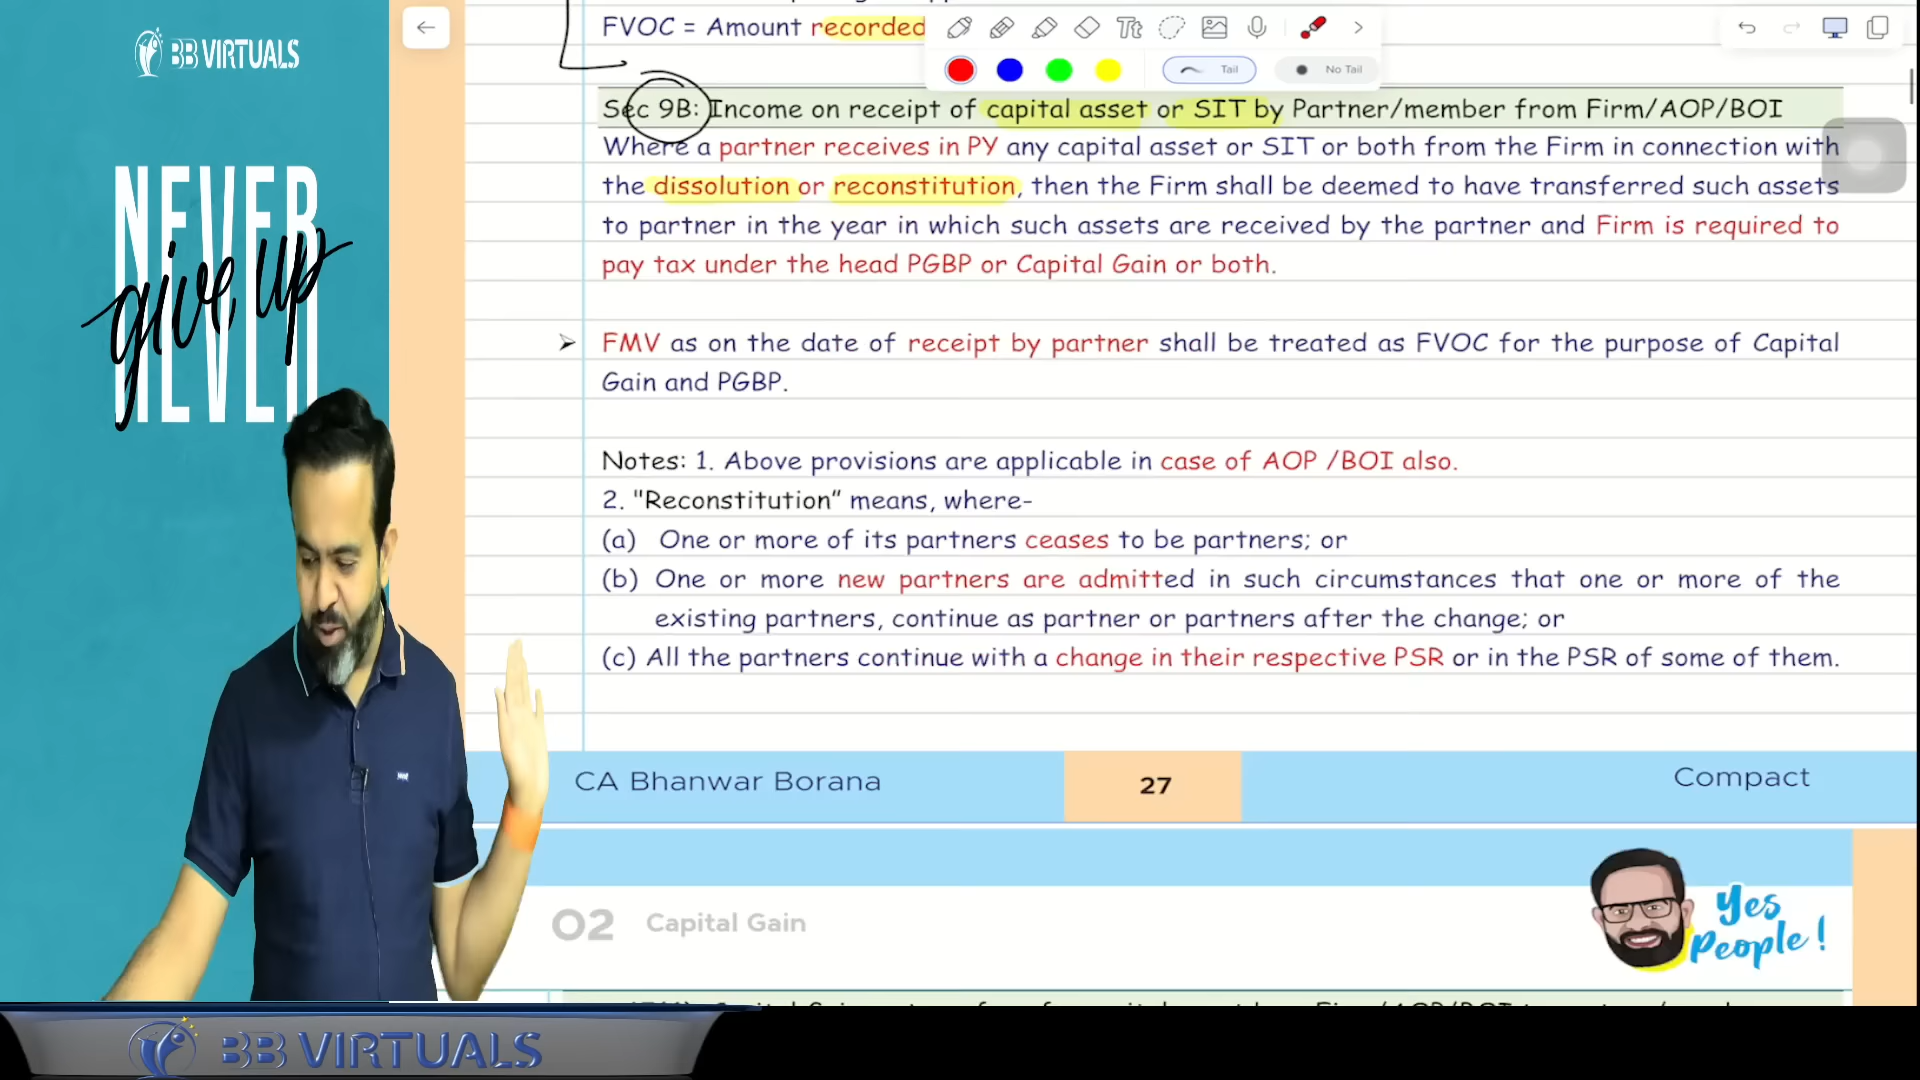 FVOC = Amount recorded
Tail
No Tail
BB VIRTUALS
NEVER
give up
NEVER
Sec 9B: Income on receipt of capital asset or SIT by Partner/member from Firm/AOP/BOI
Where a partner receives in PY any capital asset or SIT or both from the Firm in connection with
the dissolution or reconstitution, then the Firm shall be deemed to have transferred such assets
to partner in the year in which such assets are received by the partner and Firm is required to
pay tax under the head PGBP or Capital Gain or both.
➢ FMV as on the date of receipt by partner shall be treated as FVOC for the purpose of Capital
Gain and PGBP.
Notes: 1. Above provisions are applicable in case of AOP /BOI also.
2. "Reconstitution” means, where-
(a) One or more of its partners ceases to be partners; or
(b) One or more new partners are admitted in such circumstances that one or more of the
existing partners, continue as partner or partners after the change; or
(c) All the partners continue with a change in their respective PSR or in the PSR of some of them.
CA Bhanwar Borana
27
Compact
02 Capital Gain
Yes
People !
BB VIRTUALS